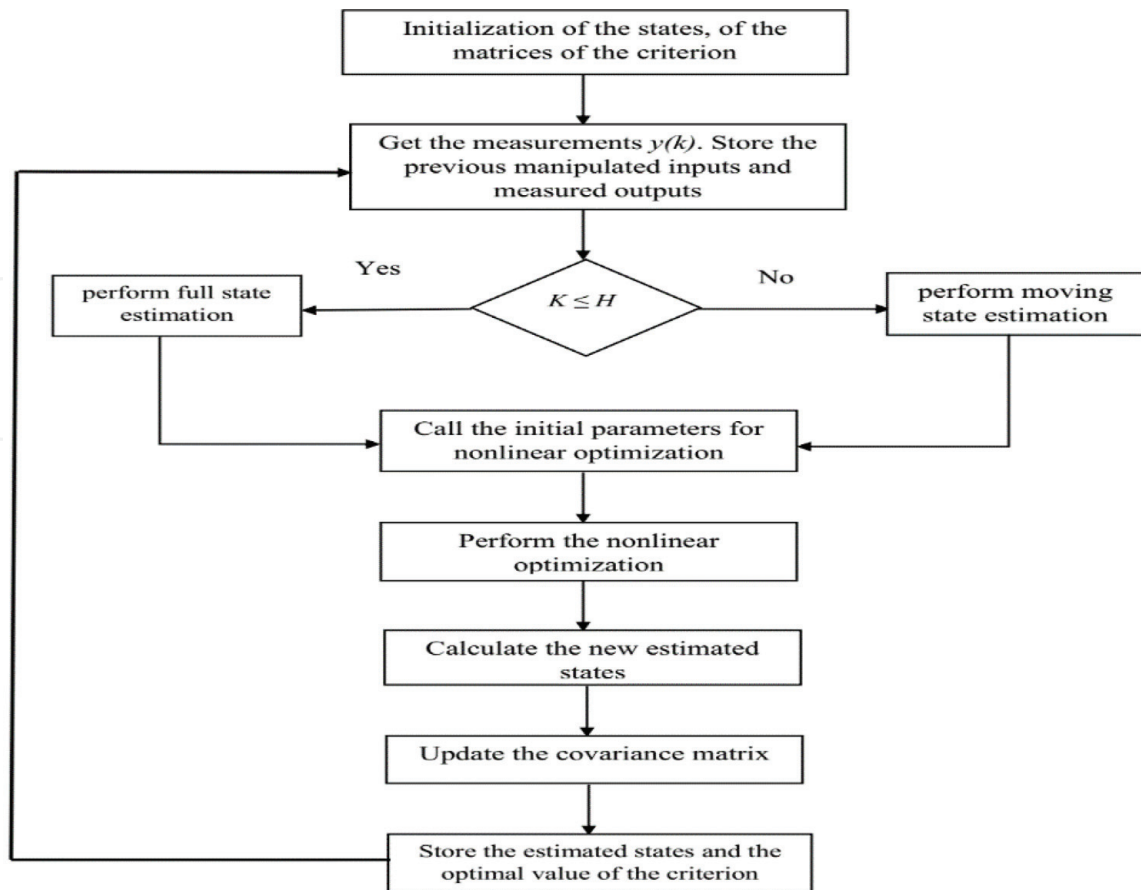 Initialization of the states, of the
matrices of the criterion
Get the measurements y(k). Store the
previous manipulated inputs and
measured outputs
Yes
K ≤ H
No
perform full state
estimation
perform moving
state estimation
Call the initial parameters for
nonlinear optimization
Perform the nonlinear
optimization
Calculate the new estimated
states
Update the covariance matrix
Store the estimated states and the
optimal value of the criterion